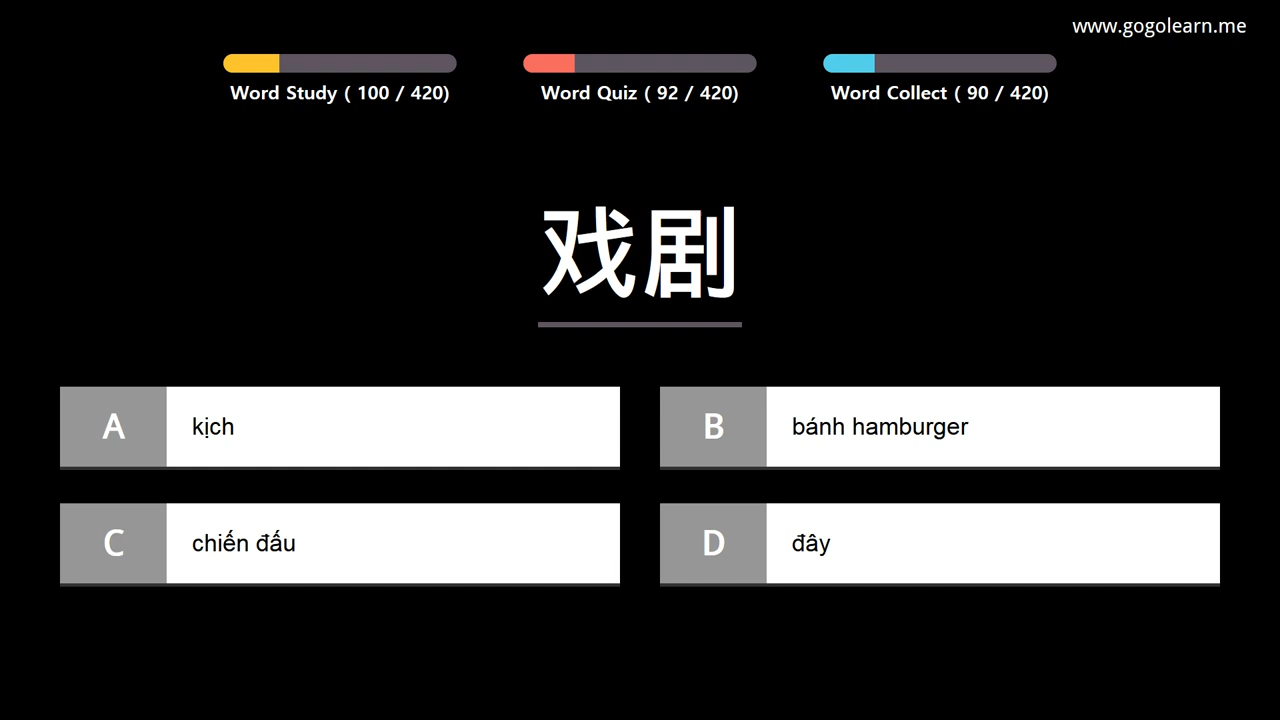 www.gogolearn.me
Word Study ( 100 / 420)
Word Quiz ( 92 / 420)
Word Collect ( 90 / 420)
戏剧
A kịch
B bánh hamburger
C chiến đấu
D đây